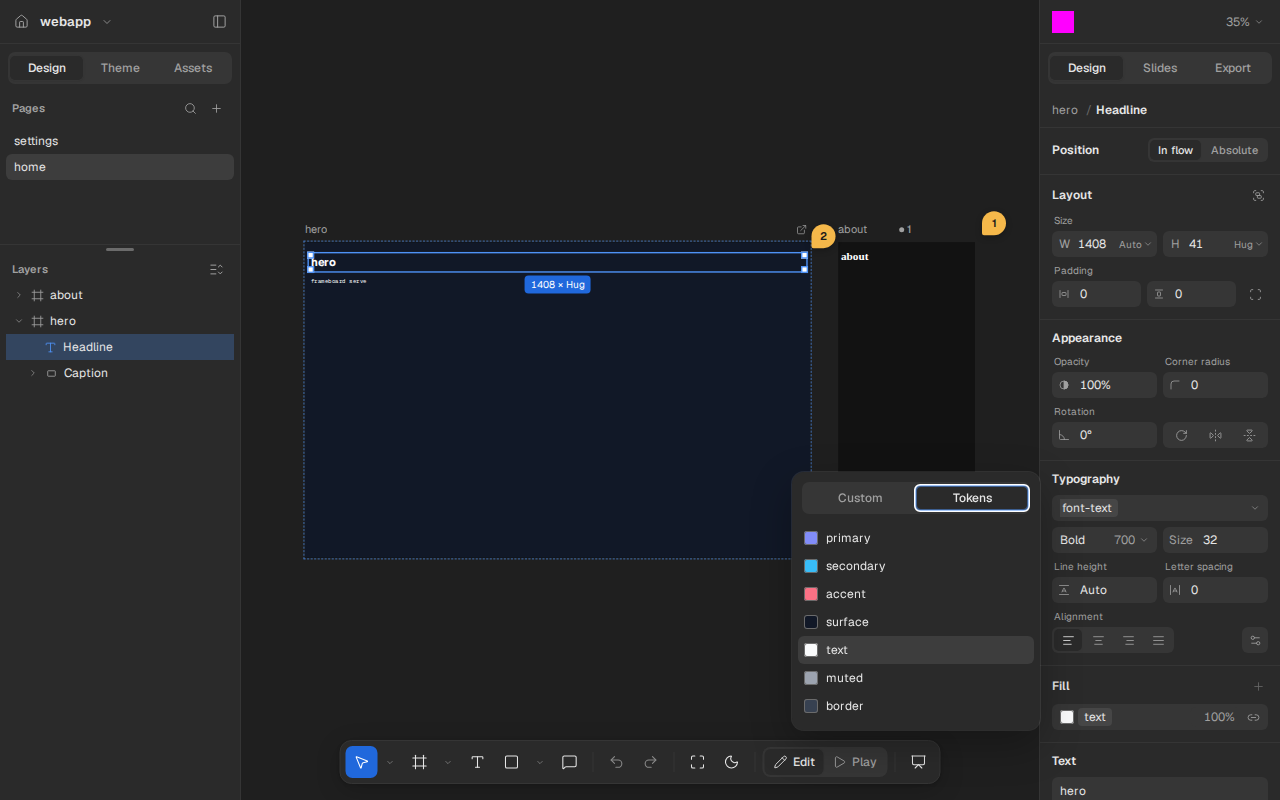 webapp
Design Theme Assets
Pages
settings
home
Layers
about
hero
Headline
Caption
hero
2
about
1
1
hero
frameboard serve
1408 × Hug
about
Custom Tokens
primary
secondary
accent
surface
text
muted
border
Edit Play
35%
Design Slides Export
hero / Headline
Position In flow Absolute
Layout
Size
W 1408 Auto H 41 Hug
Padding
0 0
Appearance
Opacity Corner radius
100% 0
Rotation
0°
Typography
font-text
Bold 700 Size 32
Line height Letter spacing
Auto 0
Alignment
Fill
text 100%
Text
hero